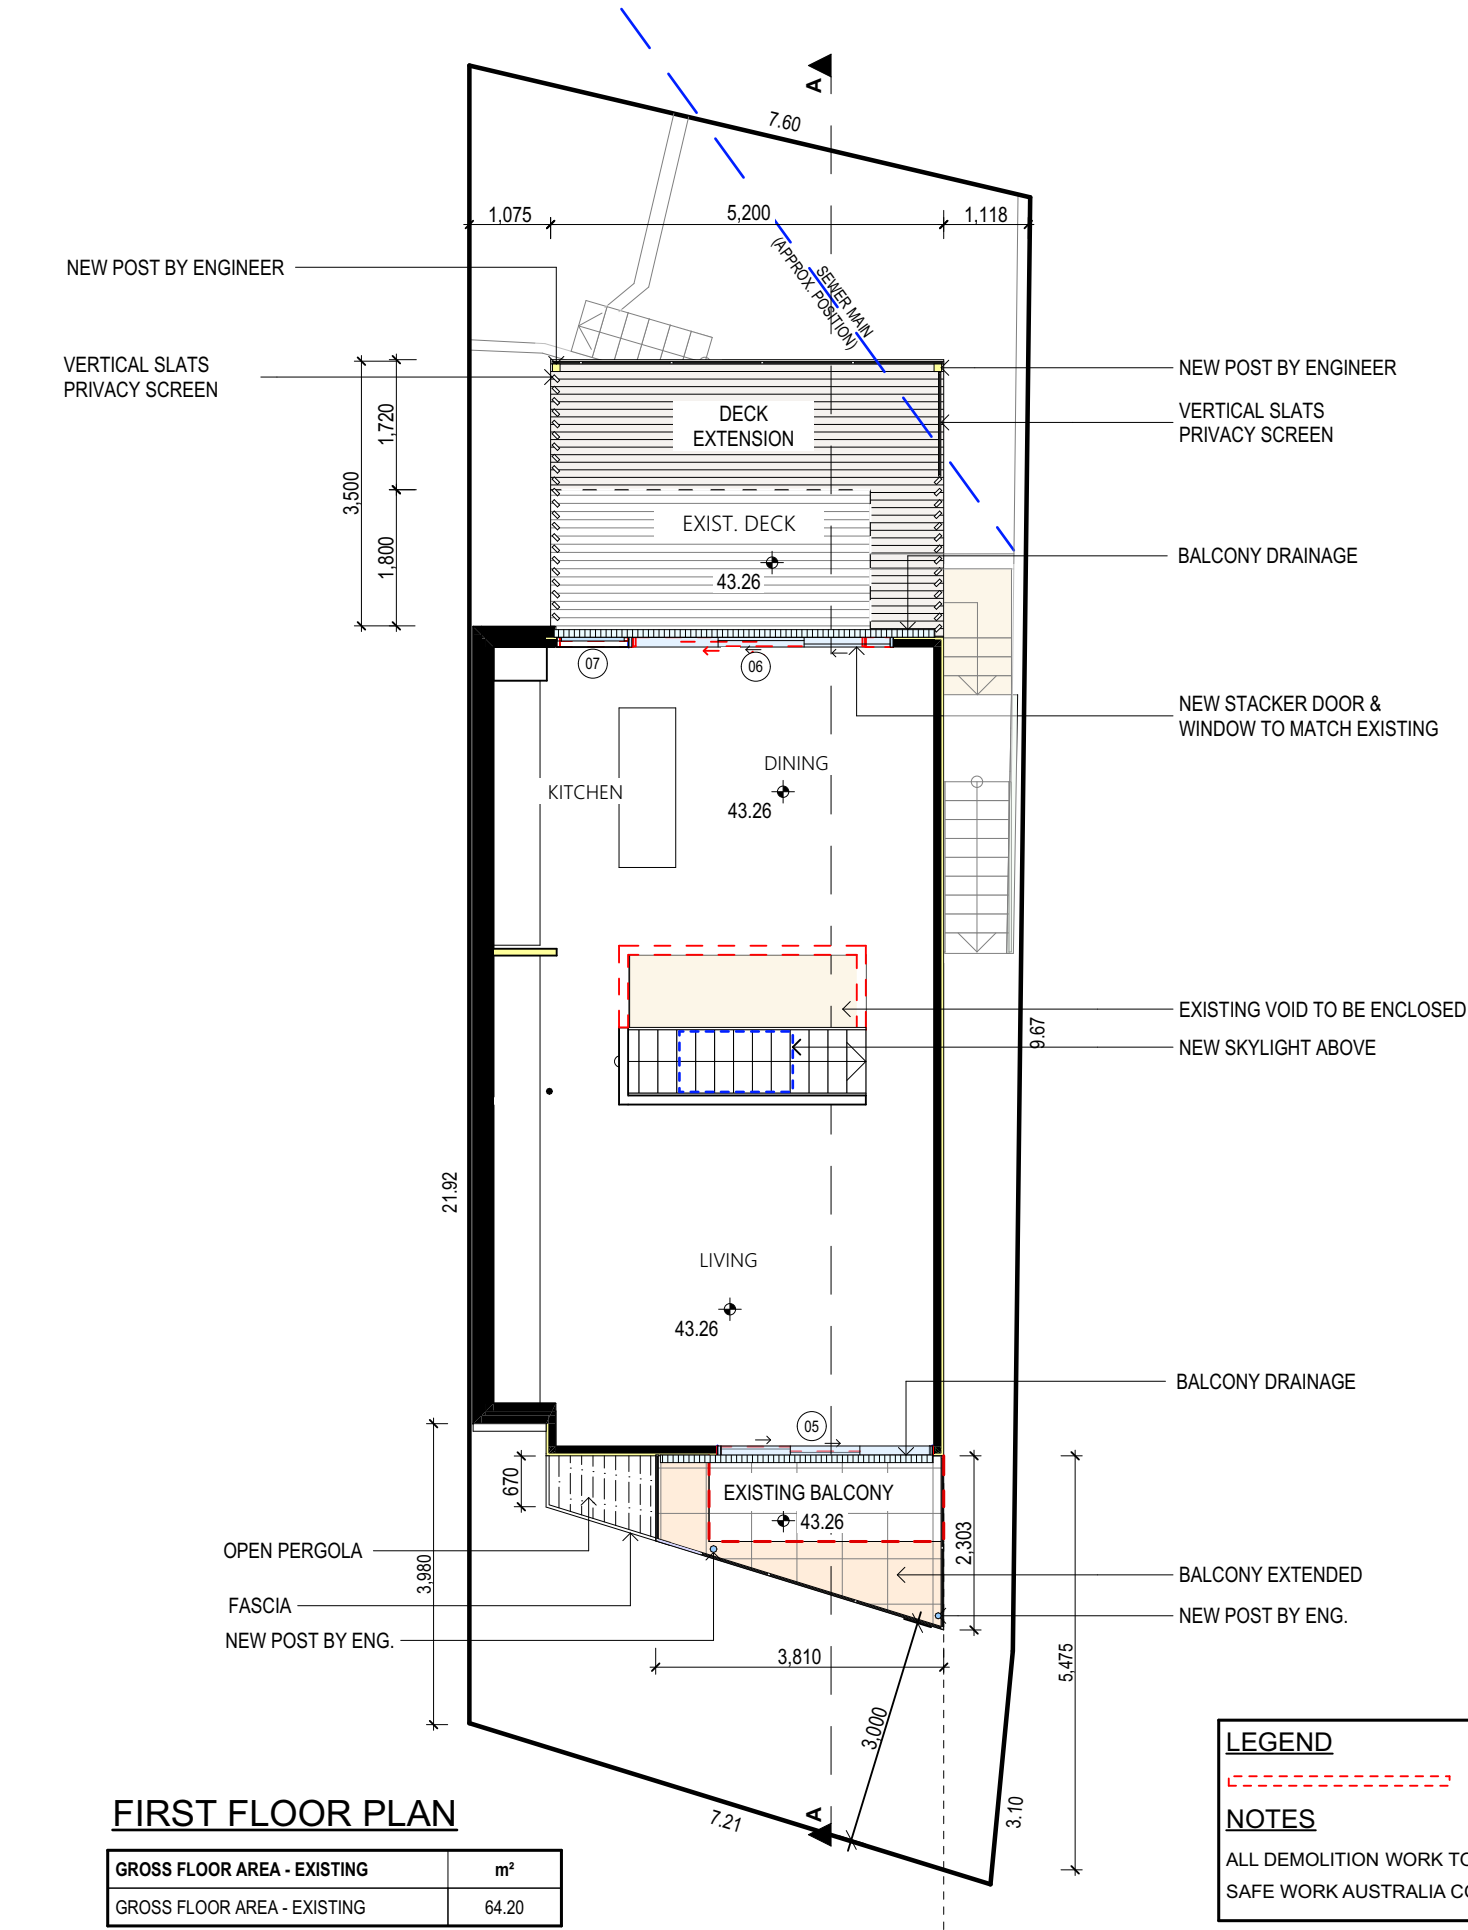 A
7.60
1,075
5,200
1,118
NEW POST BY ENGINEER
SEWER MAIN
(APPROX. POSITION)
VERTICAL SLATS
PRIVACY SCREEN
NEW POST BY ENGINEER
VERTICAL SLATS
PRIVACY SCREEN
1,720
3,500
1,800
DECK
EXTENSION
EXIST. DECK
43.26
BALCONY DRAINAGE
07
06
NEW STACKER DOOR &
WINDOW TO MATCH EXISTING
DINING
KITCHEN
43.26
EXISTING VOID TO BE ENCLOSED
9.67
NEW SKYLIGHT ABOVE
21.92
LIVING
43.26
BALCONY DRAINAGE
05
670
EXISTING BALCONY
43.26
2,303
OPEN PERGOLA
3,980
BALCONY EXTENDED
FASCIA
NEW POST BY ENG.
NEW POST BY ENG.
3,810
5,475
3,000
7.21
A
3.10
FIRST FLOOR PLAN
GROSS FLOOR AREA - EXISTING m²
GROSS FLOOR AREA - EXISTING 64.20
LEGEND
NOTES
ALL DEMOLITION WORK TO
SAFE WORK AUSTRALIA